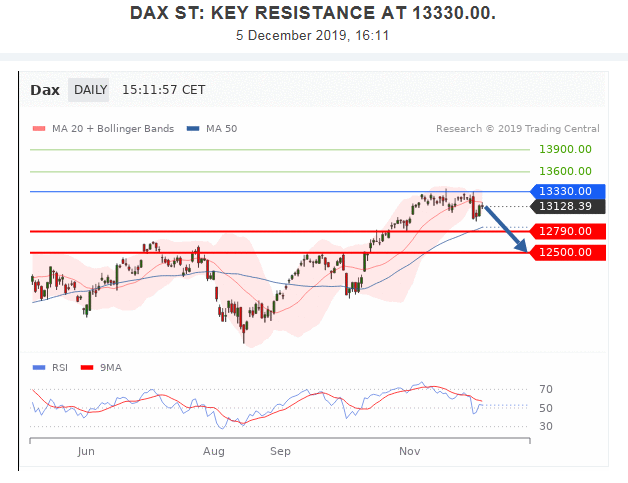 DAX ST: KEY RESISTANCE AT 13330.00.
5 December 2019, 16:11
Dax DAILY 15:11:57 CET
MA 20 + Bollinger Bands MA 50 Research © 2019 Trading Central
13900.00
13600.00
13330.00
13128.39
12790.00
12500.00
RSI 9MA
70
50
30
Jun Aug Sep Nov